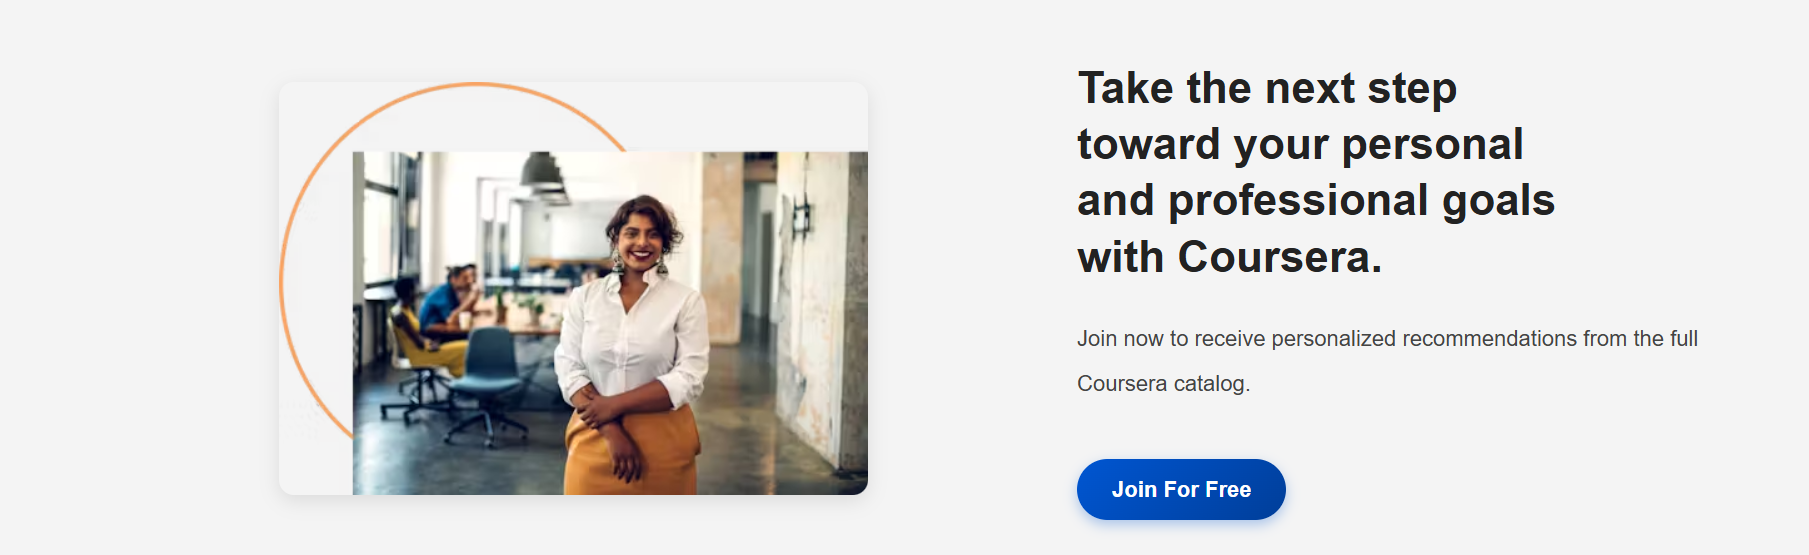 Take the next step
toward your personal
and professional goals
with Coursera.
Join now to receive personalized recommendations from the full
Coursera catalog.
Join For Free